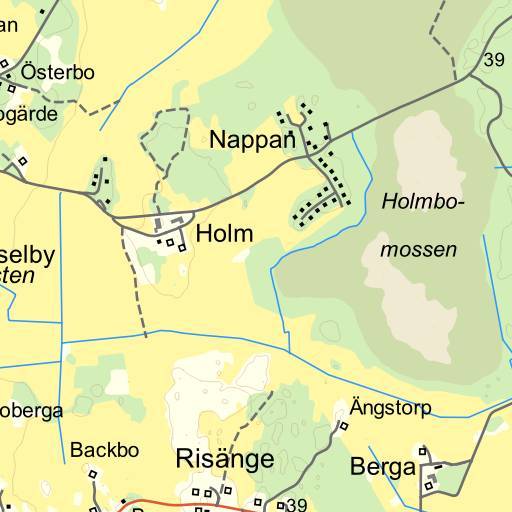 39
Österbo
Nappan
Holmbo-
mossen
Holm
Ängstorp
Backbo
Risänge
Berga
39